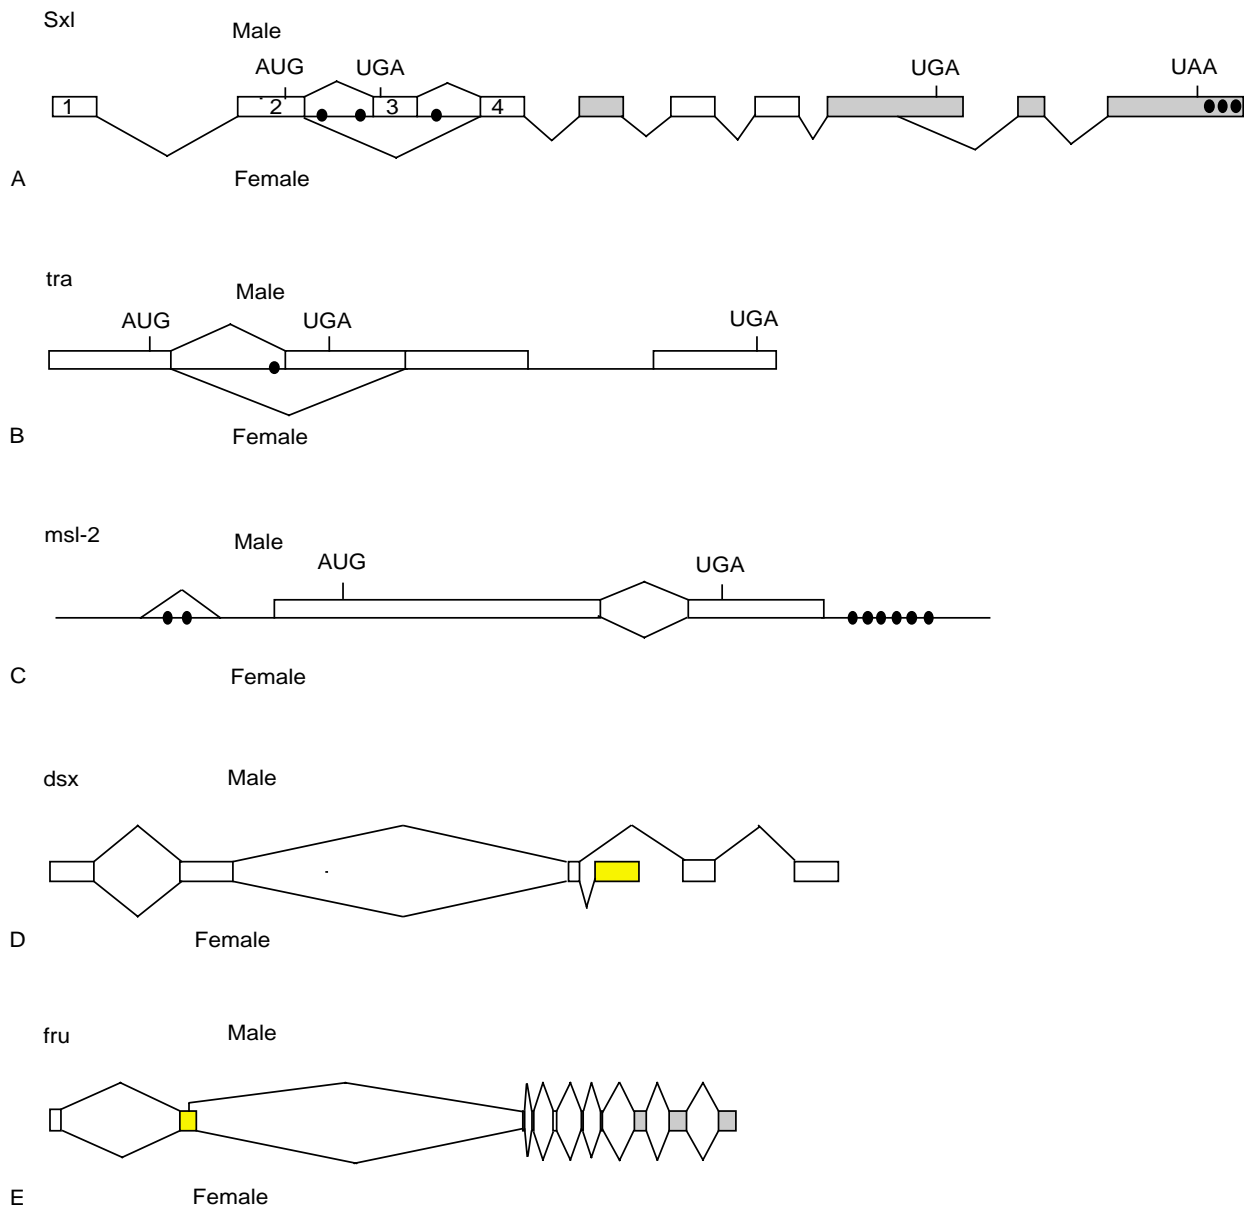 Sxl
Male
AUG UGA UGA UAA
1 2 3 4
A Female
tra
Male
AUG UGA UGA
B Female
msl-2
Male
AUG UGA
C Female
dsx Male
D Female
fru Male
E Female